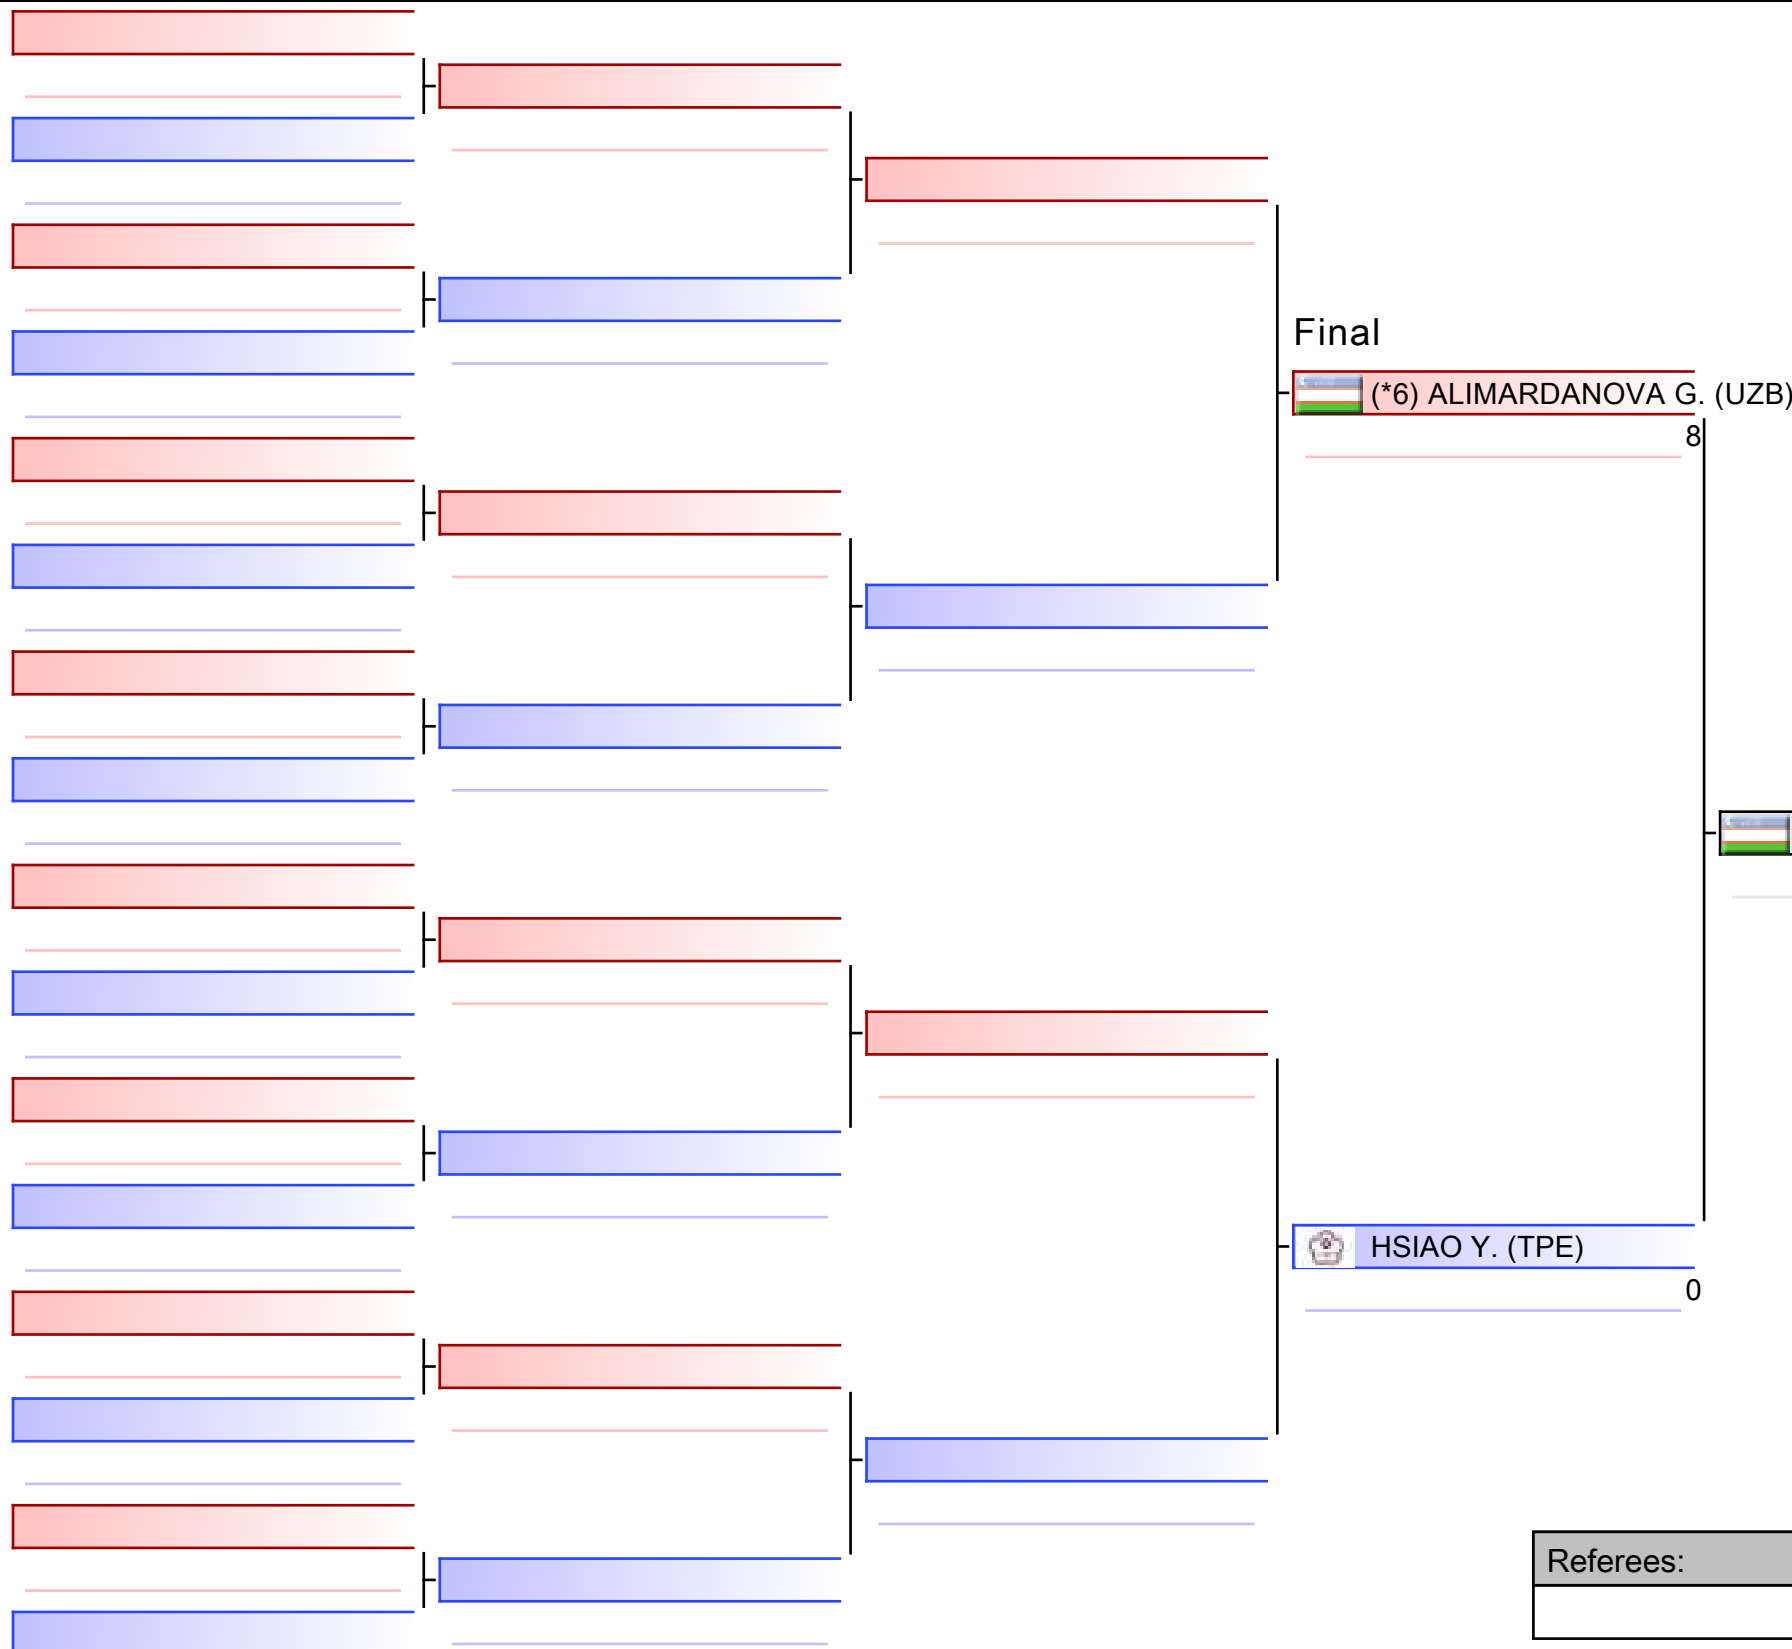 Final
(*6) ALIMARDANOVA G. (UZB)
8
HSIAO Y. (TPE)
0
Referees: